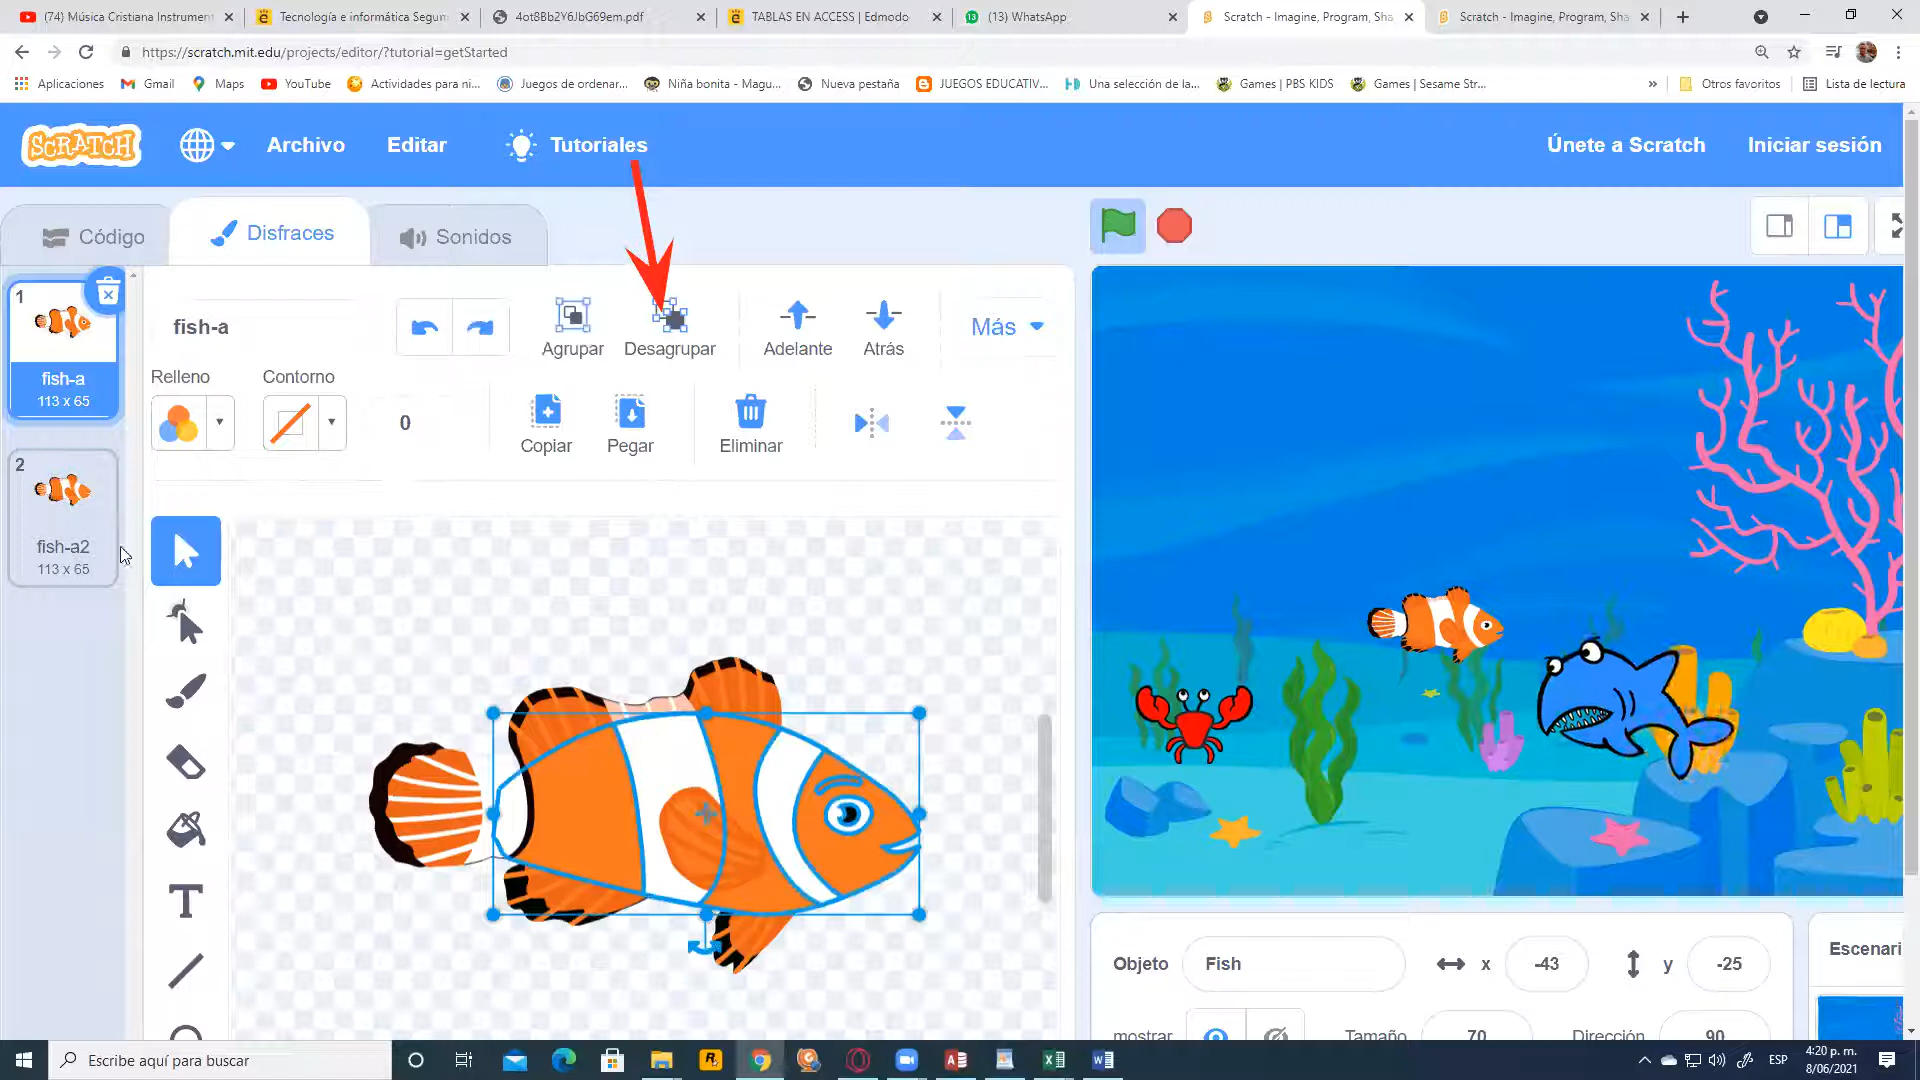 (74) Música Cristiana Instrument
Tecnología e informática Segun
4ot8Bb2Y6JbG69em.pdf
TABLAS EN ACCESS | Edmodo
(13) WhatsApp
Scratch - Imagine, Program, Sha
Scratch - Imagine, Program, Sha
https://scratch.mit.edu/projects/editor/?tutorial=getStarted
Aplicaciones
Gmail
Maps
YouTube
Actividades para ni...
Juegos de ordenar...
Niña bonita - Magu...
Nueva pestaña
JUEGOS EDUCATIV...
Una selección de la...
Games | PBS KIDS
Games | Sesame Str...
»
Otros favoritos
Lista de lectura
SCRATCH
Archivo
Editar
Tutoriales
Únete a Scratch
Iniciar sesión
Código
Disfraces
Sonidos
1
fish-a
113 x 65
2
fish-a2
113 x 65
fish-a
Agrupar
Desagrupar
Adelante
Atrás
Más
Relleno
Contorno
0
Copiar
Pegar
Eliminar
T
Objeto
Fish
x
-43
y
-25
Escenari
mostrar
Tamaño
70
Dirección
90
Escribe aquí para buscar
ESP
4:20 p. m.
8/06/2021